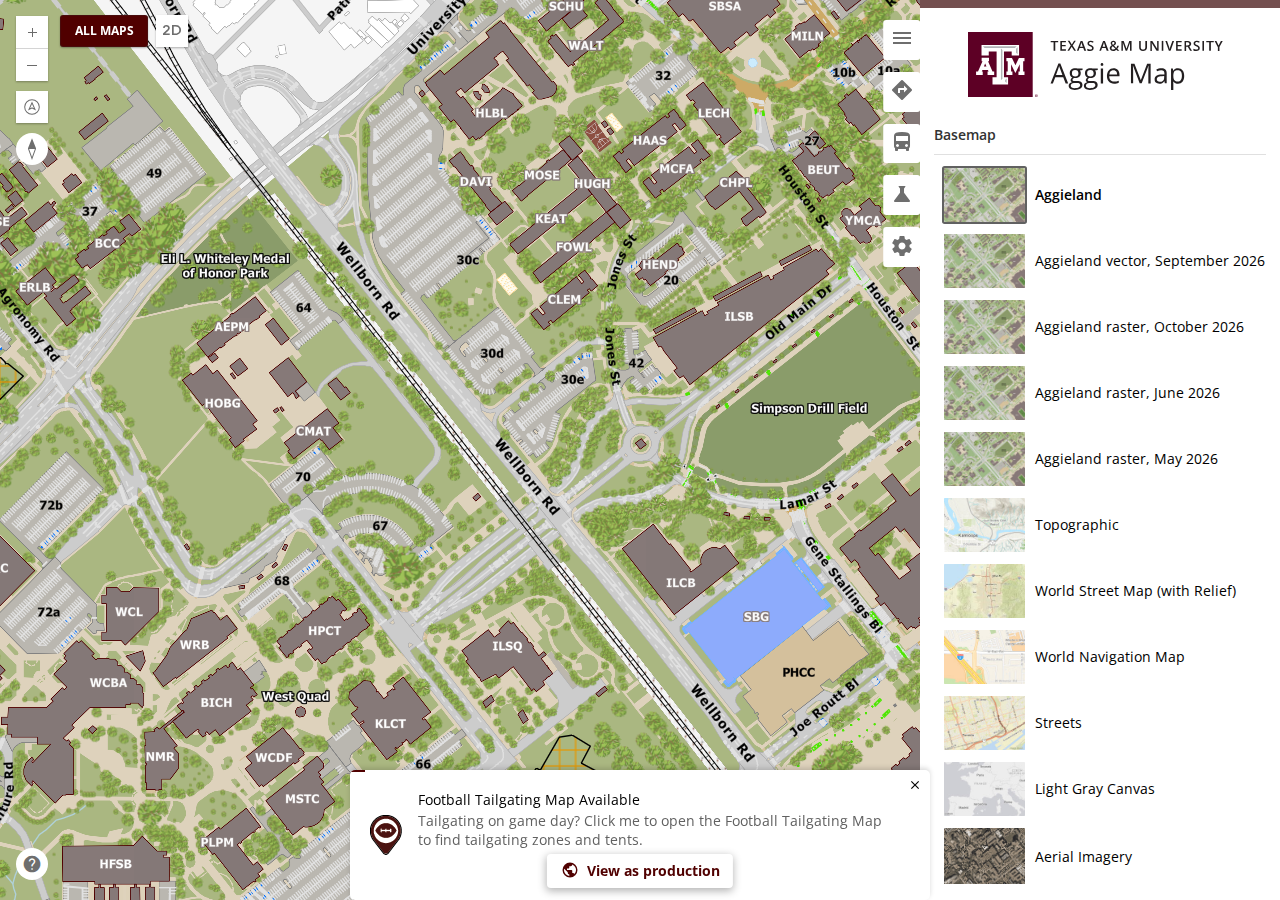 ALL MAPS
2D
University
SCHU
SBSA
WALT
MILN
32
10b
10a
HLBL
LECH
HAAS
27
49
DAVI
MOSE
HUGH
MCFA
CHPL
BEUT
Houston St
37
BCC
KEAT
YMCA
Eli L. Whiteley Medal
of Honor Park
Wellborn Rd
30c
FOWL
Jones St
HEND
20
ERLB
CLEM
64
AEPM
ILSB
Old Main Dr
Houston St
Agronomy Rd
30d
Jones St
42
30e
HOBG
Simpson Drill Field
CMAT
Wellborn Rd
70
72b
67
Lamar St
Gene Stallings Bl
68
ILCB
72a
WCL
SBG
HPCT
WRB
ILSQ
PHCC
WCBA
West Quad
BICH
KLCT
Wellborn Rd
Joe Routt Bl
NMR
WCDF
66
MSTC
PLPM
HFSB
Football Tailgating Map Available
Tailgating on game day? Click me to open the Football Tailgating Map
to find tailgating zones and tents.
View as production
TEXAS A&M UNIVERSITY
Aggie Map
Basemap
Aggieland
Aggieland vector, September 2026
Aggieland raster, October 2026
Aggieland raster, June 2026
Aggieland raster, May 2026
Topographic
World Street Map (with Relief)
World Navigation Map
Streets
Light Gray Canvas
Aerial Imagery